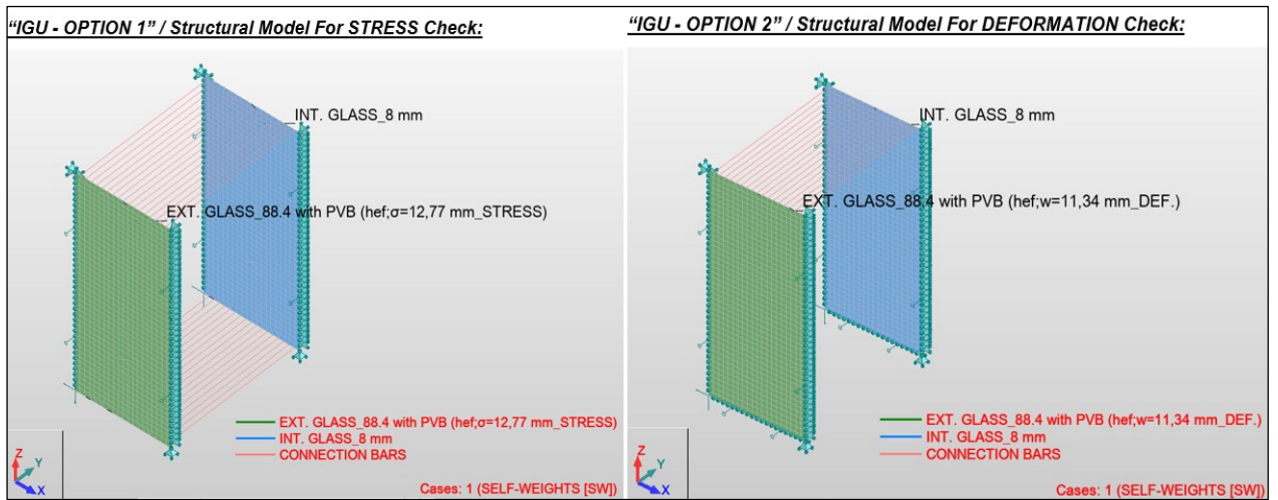 "IGU - OPTION 1" / Structural Model For STRESS Check:
INT. GLASS_8 mm
EXT. GLASS_88.4 with PVB (hef;σ=12,77 mm_STRESS)
EXT. GLASS_88.4 with PVB (hef;σ=12,77 mm_STRESS)
INT. GLASS_8 mm
CONNECTION BARS
Z
Y
X
Cases: 1 (SELF-WEIGHTS [SW])
"IGU - OPTION 2" / Structural Model For DEFORMATION Check:
INT. GLASS_8 mm
EXT. GLASS_88.4 with PVB (hef;w=11,34 mm_DEF.)
EXT. GLASS_88.4 with PVB (hef;w=11,34 mm_DEF.)
INT. GLASS_8 mm
CONNECTION BARS
Z
Y
X
Cases: 1 (SELF-WEIGHTS [SW])